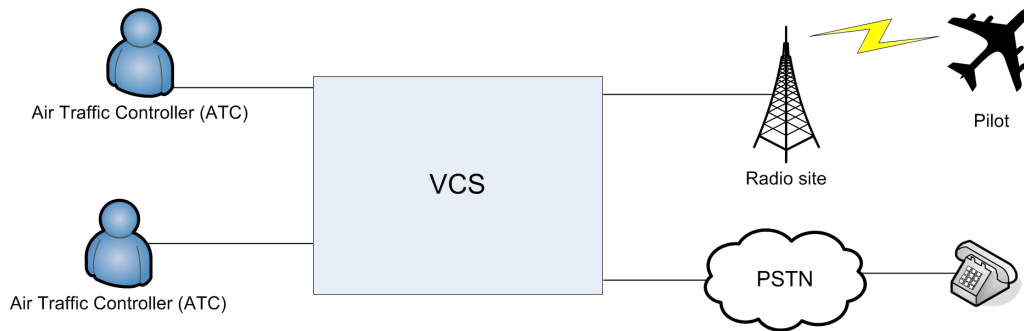 Air Traffic Controller (ATC)
VCS
Radio site
Pilot
Air Traffic Controller (ATC)
PSTN